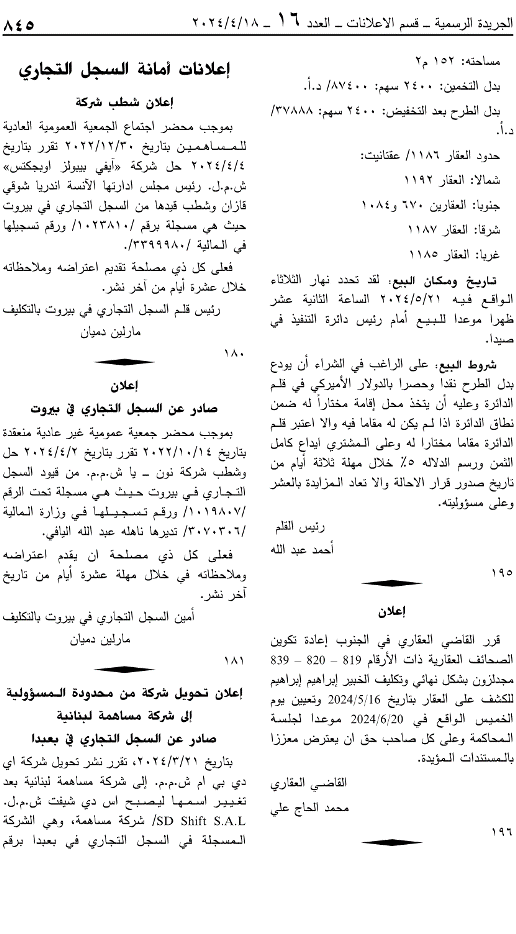 الجريدة الرسمية ــ قسم الاعلانات ــ العدد ١٦ ــ ٢٠٢٤/٤/١٨
٨٤٥
مساحته: ١٥٢ م٢
بدل التخمين: ٢٤٠٠ سهم: ٨٧٤٠٠/ د.أ.
بدل الطرح بعد التخفيض: ٢٤٠٠ سهم: ٣٧٨٨٨/
د.أ.
حدود العقار ١١٨٦/ عقتانيت:
شمالا: العقار ١١٩٢
جنوبا: العقارين ٦٧٠ و١٠٨٤
شرقا: العقار ١١٨٧
غربا: العقار ١١٨٥
تاريخ ومكان البيع: لقد تحدد نهار الثلاثاء
الواقع فيه ٢٠٢٤/٥/٢١ الساعة الثانية عشر
ظهرا موعدا للبيع أمام رئيس دائرة التنفيذ في
صيدا.
شروط البيع: على الراغب في الشراء أن يودع
بدل الطرح نقدا وحصرا بالدولار الأميركي في قلم
الدائرة وعليه أن يتخذ محل إقامة مختاراً له ضمن
نطاق الدائرة اذا لم يكن له مقاما فيه والا اعتبر قلم
الدائرة مقاما مختارا له وعلى المشتري ايداع كامل
الثمن ورسم الدلاله ٥٪ خلال مهلة ثلاثة أيام من
تاريخ صدور قرار الاحالة والا تعاد المزايدة بالعشر
وعلى مسؤوليته.
رئيس القلم
أحمد عبد الله
١٩٥
اعلان
قرر القاضي العقاري في الجنوب إعادة تكوين
الصحائف العقارية ذات الأرقام 819 – 820 – 839
مجدلزون بشكل نهائي وتكليف الخبير إبراهيم إبراهيم
للكشف على العقار بتاريخ 2024/5/16 وتعيين يوم
الخميس الواقع في 2024/6/20 موعدا لجلسة
المحاكمة وعلى كل صاحب حق ان يعترض معززا
بالمستندات المؤيدة.
القاضي العقاري
محمد الحاج علي
١٩٦
إعلانات أمانة السجل التجاري
إعلان شطب شركة
بموجب محضر اجتماع الجمعية العمومية العادية
للمساهمين بتاريخ ٢٠٢٢/١٢/٣٠ تقرر بتاريخ
٢٠٢٤/٤/٤ حل شركة «آيفي بيبولز أوبجكتس»
ش.م.ل. رئيس مجلس ادارتها الآنسة اندريا شوقي
قازان وشطب قيدها من السجل التجاري في بيروت
حيث هي مسجلة برقم /١٠٢٣٨١٠/ ورقم تسجيلها
في المالية /٣٣٩٩٩٨٠/.
فعلى كل ذي مصلحة تقديم اعتراضه وملاحظاته
خلال عشرة أيام من آخر نشر.
رئيس قلم السجل التجاري في بيروت بالتكليف
مارلين دميان
١٨٠
إعلان
صادر عن السجل التجاري في بيروت
بموجب محضر جمعية عمومية غير عادية منعقدة
بتاريخ ٢٠٢٢/١٠/١٤ تقرر بتاريخ ٢٠٢٤/٤/٢ حل
وشطب شركة نون ــ يا ش.م.م. من قيود السجل
التجاري في بيروت حيث هي مسجلة تحت الرقم
/١٠١٩٨٠٧/ ورقم تسجيلها في وزارة المالية
/٣٠٧٠٣٠٦/ تديرها ناهله عبد الله اليافي.
فعلى كل ذي مصلحة ان يقدم اعتراضه
وملاحظاته في خلال مهلة عشرة أيام من تاريخ
آخر نشر.
أمين السجل التجاري في بيروت بالتكليف
مارلين دميان
١٨١
إعلان تحويل شركة من محدودة المسؤولية
إلى شركة مساهمة لبنانية
صادر عن السجل التجاري في بعبدا
بتاريخ ٢٠٢٤/٣/٢١، تقرر نشر تحويل شركة اي
دي بي أم ش.م.م. إلى شركة مساهمة لبنانية بعد
تغيير اسمها ليصبح اس دي شيفت ش.م.ل.
SD Shift S.A.L/ شركة مساهمة، وهي الشركة
المسجلة في السجل التجاري في بعبدا برقم